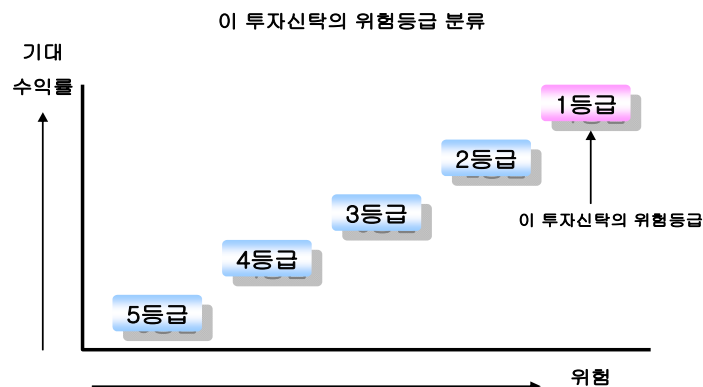 이 투자신탁의 위험등급 분류
기대
수익률
1등급
2등급
3등급
이 투자신탁의 위험등급
4등급
5등급
위험